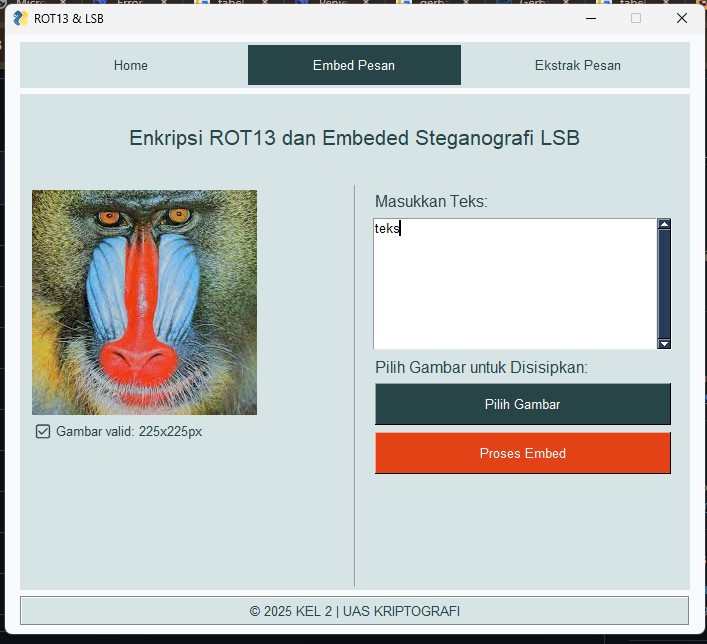 ROT13 & LSB
Home
Embed Pesan
Ekstrak Pesan
Enkripsi ROT13 dan Embeded Steganografi LSB
Masukkan Teks:
teks
Gambar valid: 225x225px
Pilih Gambar untuk Disisipkan:
Pilih Gambar
Proses Embed
© 2025 KEL 2 | UAS KRIPTOGRAFI